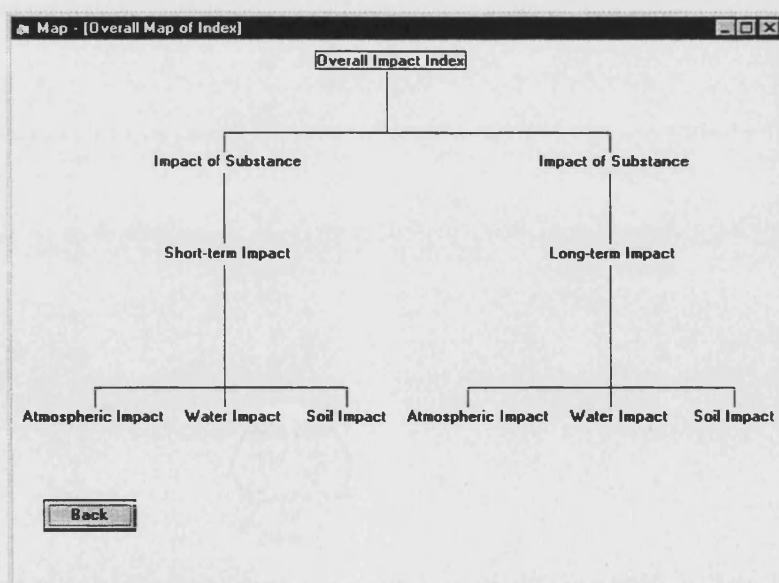 Map - [Overall Map of Index]
Overall Impact Index
Impact of Substance Impact of Substance
Short-term Impact Long-term Impact
Atmospheric Impact Water Impact Soil Impact Atmospheric Impact Water Impact Soil Impact
Back